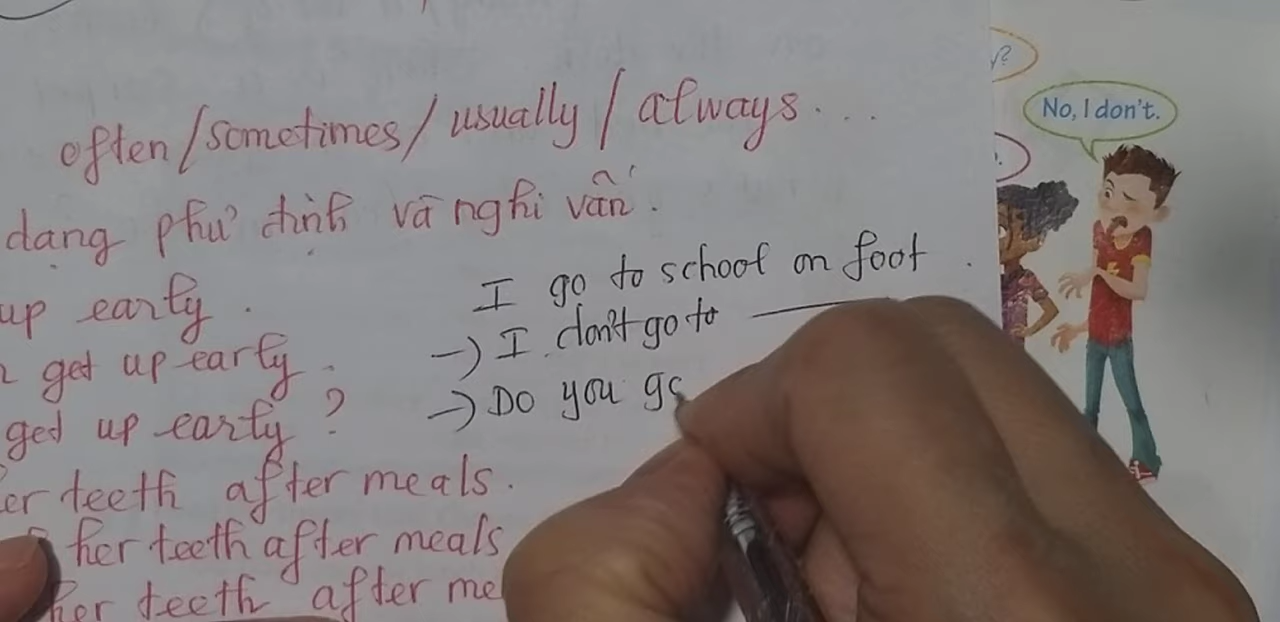 often/sometimes/usually/always...
dạng phủ định và nghi vấn.
up early.
get up early.
get up early?
er teeth after meals.
her teeth after meals
her teeth after me
I go to school on foot.
→ I don't go to
→ Do you go
No, I don't.